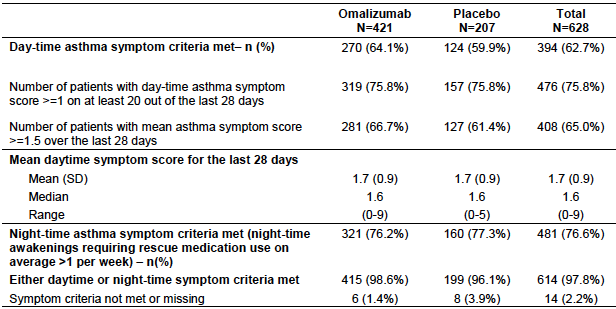 Omalizumab Placebo Total
N=421 N=207 N=628
Day-time asthma symptom criteria met– n (%) 270 (64.1%) 124 (59.9%) 394 (62.7%)
Number of patients with day-time asthma symptom 319 (75.8%) 157 (75.8%) 476 (75.8%)
score >=1 on at least 20 out of the last 28 days
Number of patients with mean asthma symptom score 281 (66.7%) 127 (61.4%) 408 (65.0%)
>=1.5 over the last 28 days
Mean daytime symptom score for the last 28 days
Mean (SD) 1.7 (0.9) 1.7 (0.9) 1.7 (0.9)
Median 1.6 1.6 1.6
Range (0-9) (0-5) (0-9)
Night-time asthma symptom criteria met (night-time 321 (76.2%) 160 (77.3%) 481 (76.6%)
awakenings requiring rescue medication use on
average >1 per week) – n(%)
Either daytime or night-time symptom criteria met 415 (98.6%) 199 (96.1%) 614 (97.8%)
Symptom criteria not met or missing 6 (1.4%) 8 (3.9%) 14 (2.2%)